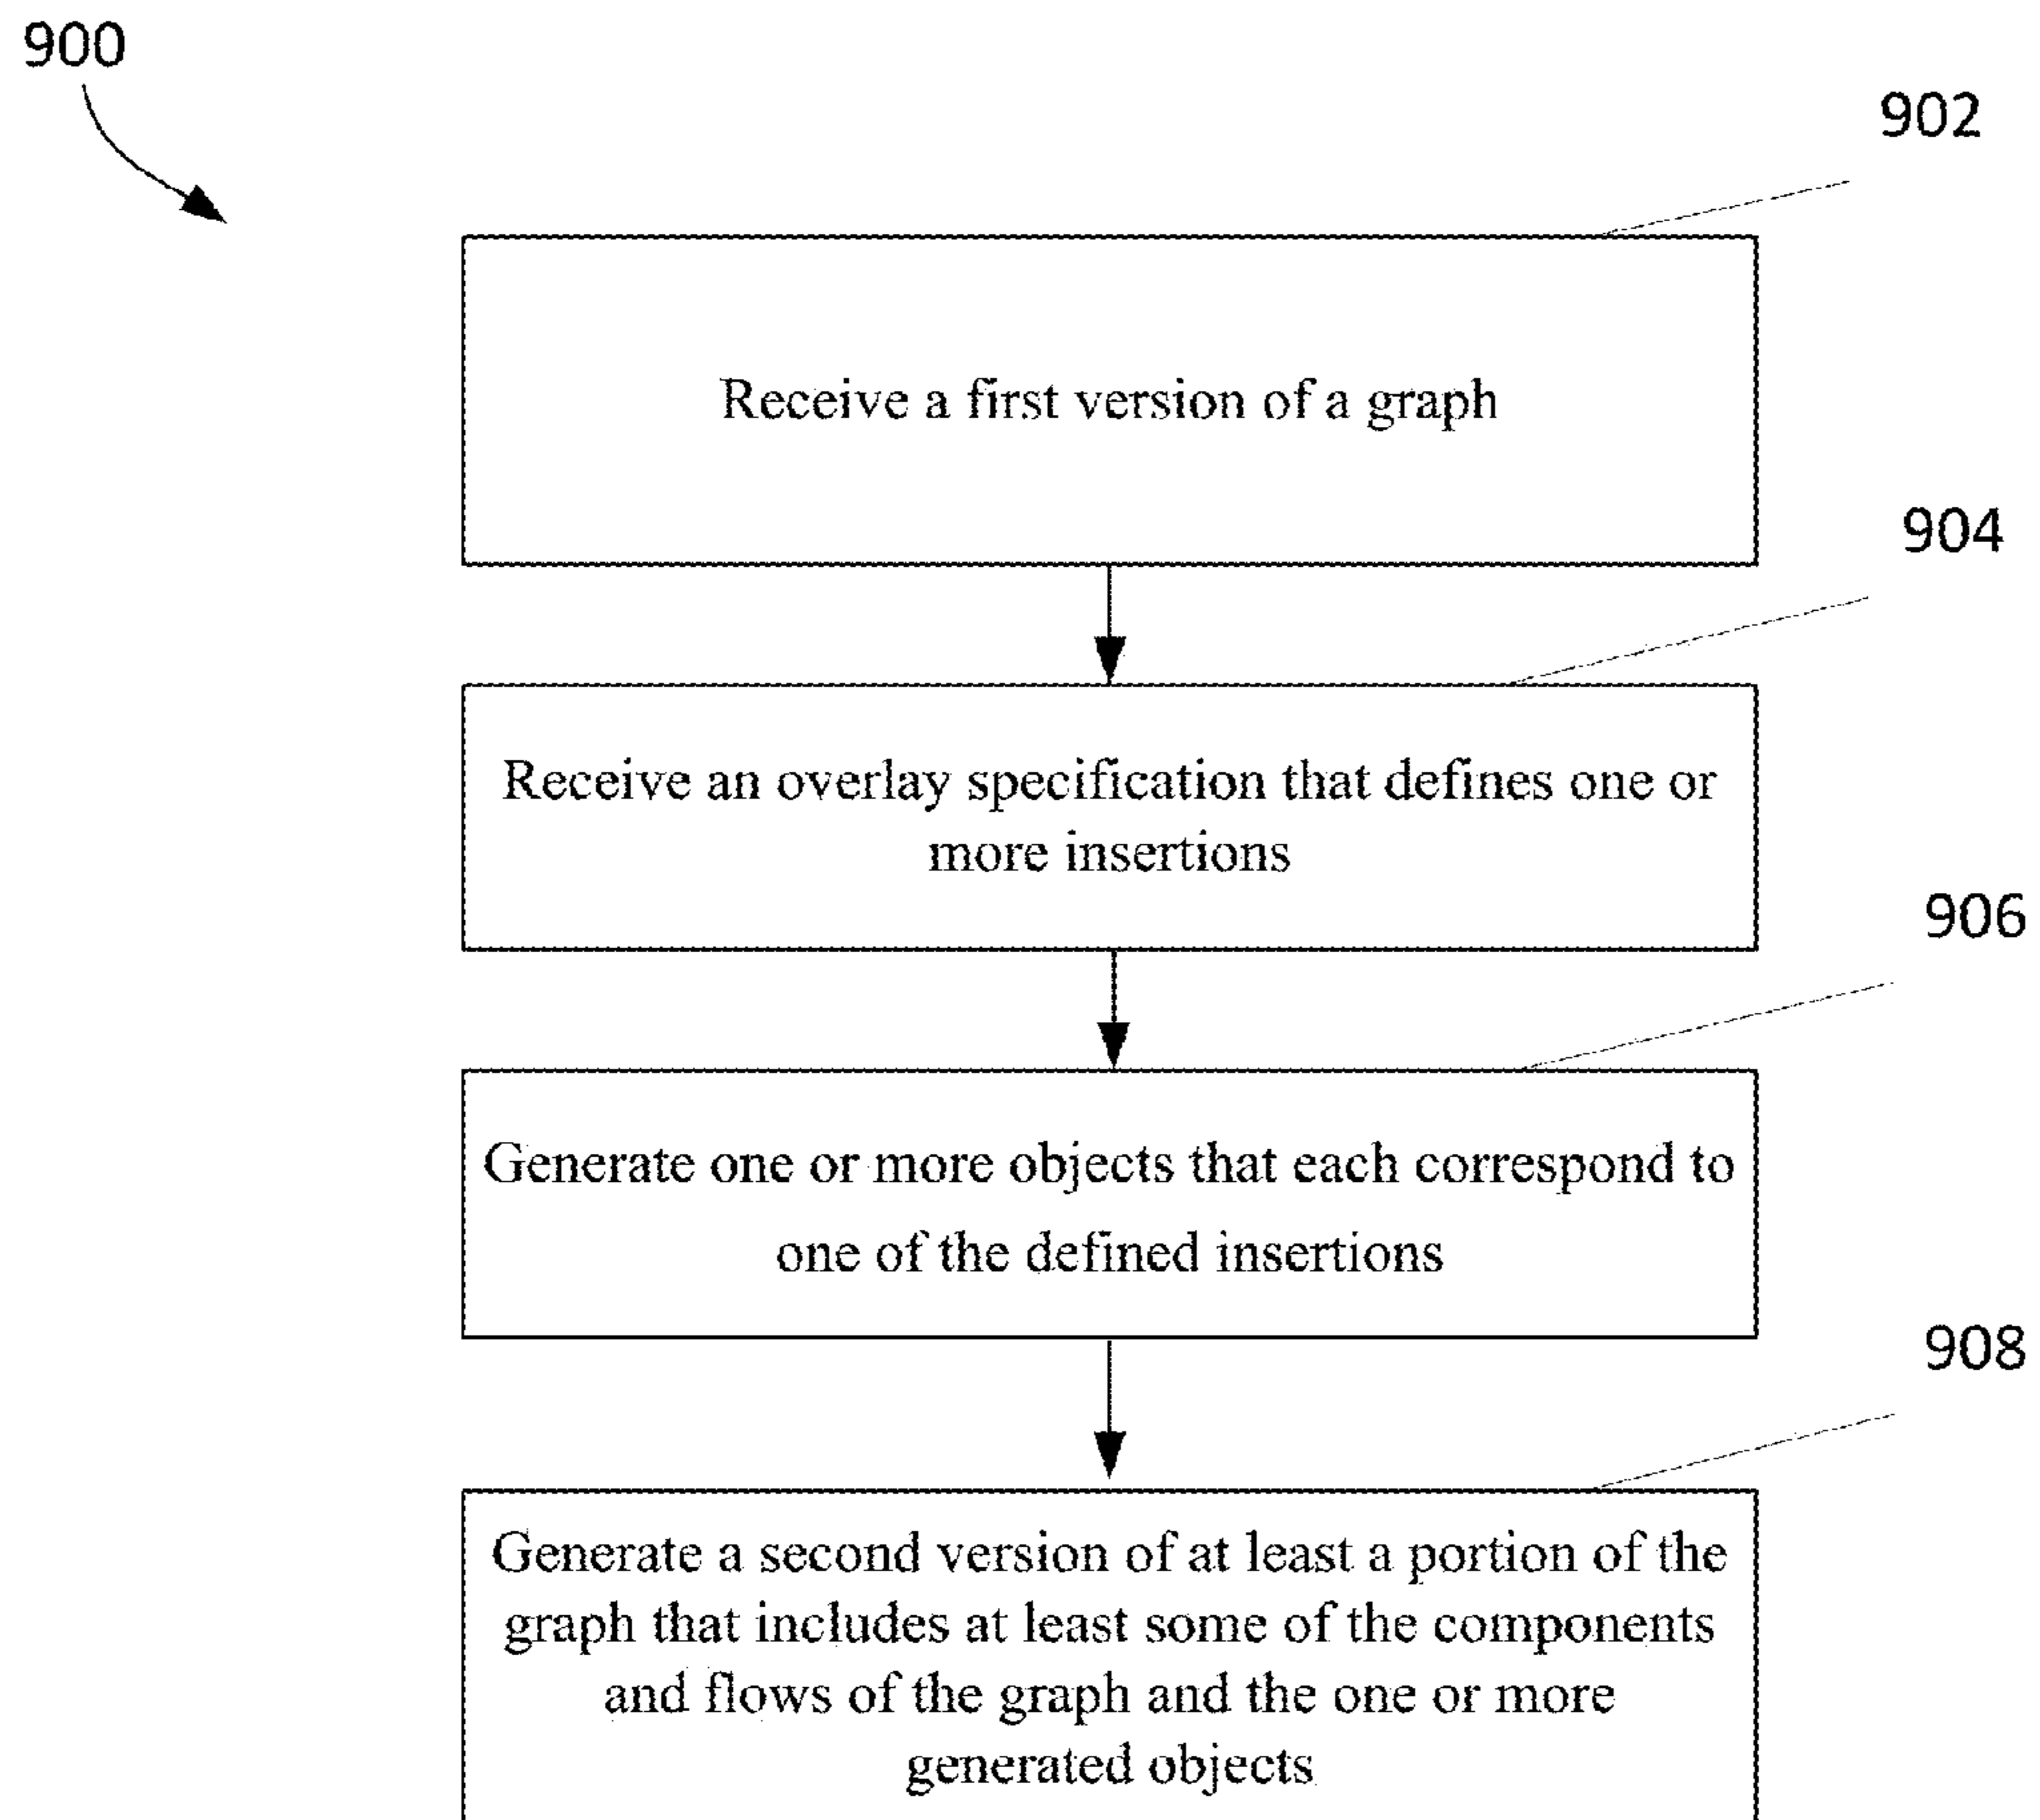 900
902
Receive a first version of a graph
904
Receive an overlay specification that defines one or
more insertions
906
Generate one or more objects that each correspond to
one of the defined insertions
908
Generate a second version of at least a portion of the
graph that includes at least some of the components
and flows of the graph and the one or more
generated objects